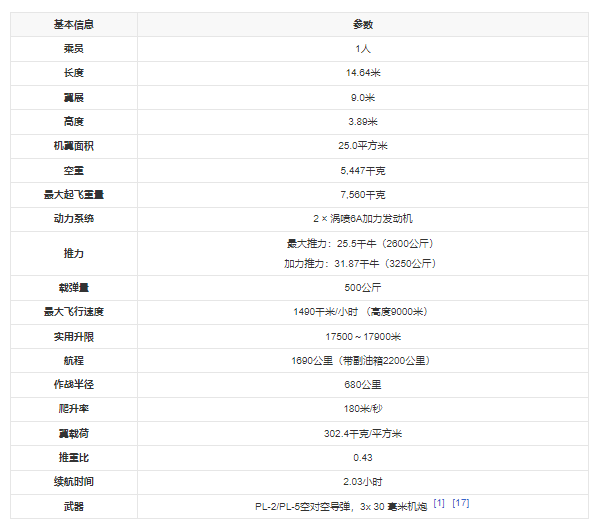 基本信息 参数
乘员 1人
长度 14.64米
翼展 9.0米
高度 3.89米
机翼面积 25.0平方米
空重 5,447千克
最大起飞重量 7,560千克
动力系统 2 × 涡喷6A加力发动机
推力 最大推力：25.5千牛（2600公斤）
加力推力：31.87千牛（3250公斤）
载弹量 500公斤
最大飞行速度 1490千米/小时 （高度9000米）
实用升限 17500～17900米
航程 1690公里（带副油箱2200公里）
作战半径 680公里
爬升率 180米/秒
翼载荷 302.4千克/平方米
推重比 0.43
续航时间 2.03小时
武器 PL-2/PL-5空对空导弹，3x 30 毫米机炮 [1] [17]